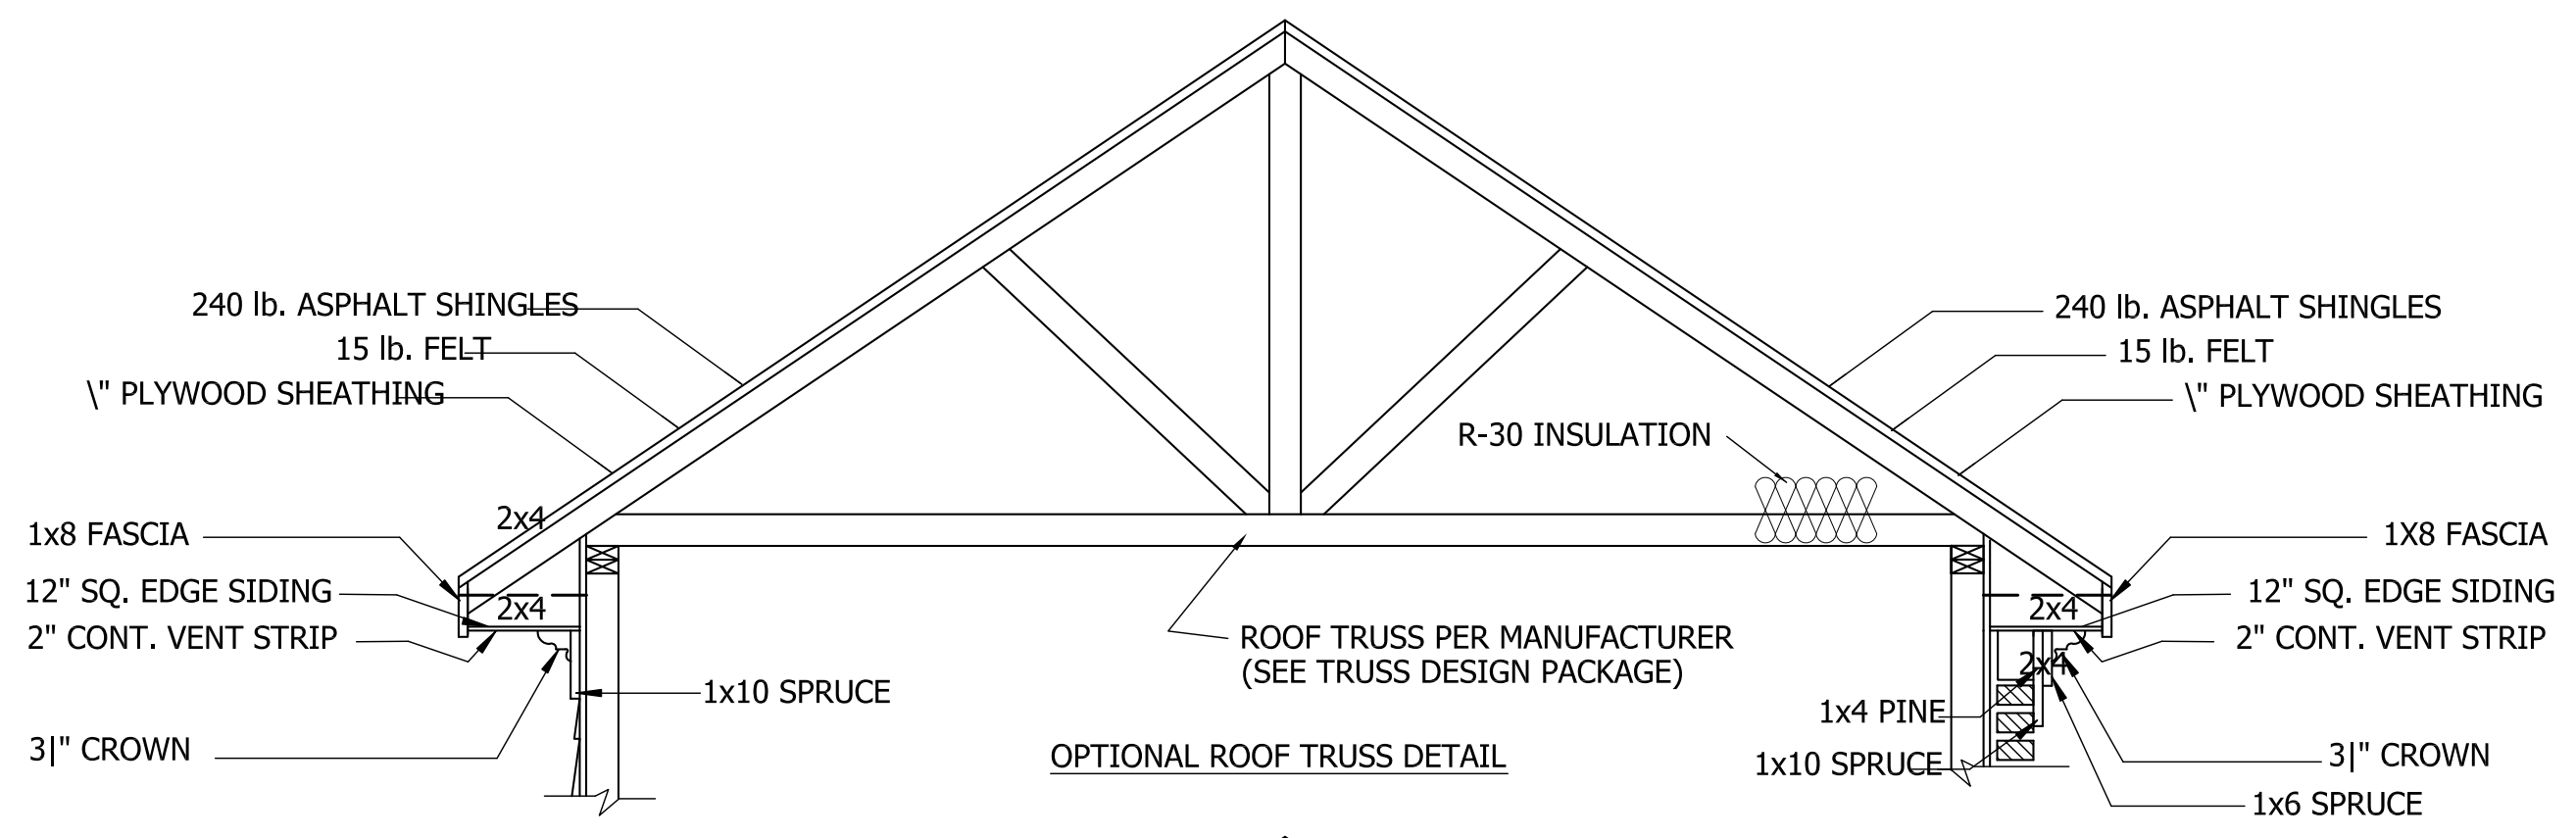 240 lb. ASPHALT SHINGLES
15 lb. FELT
\" PLYWOOD SHEATHING
2x4
1x8 FASCIA
12" SQ. EDGE SIDING
2x4
2" CONT. VENT STRIP
1x10 SPRUCE
3|" CROWN
R-30 INSULATION
ROOF TRUSS PER MANUFACTURER
(SEE TRUSS DESIGN PACKAGE)
OPTIONAL ROOF TRUSS DETAIL
240 lb. ASPHALT SHINGLES
15 lb. FELT
\" PLYWOOD SHEATHING
1X8 FASCIA
12" SQ. EDGE SIDING
2x4
2" CONT. VENT STRIP
2x4
1x4 PINE
1x10 SPRUCE
3|" CROWN
1x6 SPRUCE